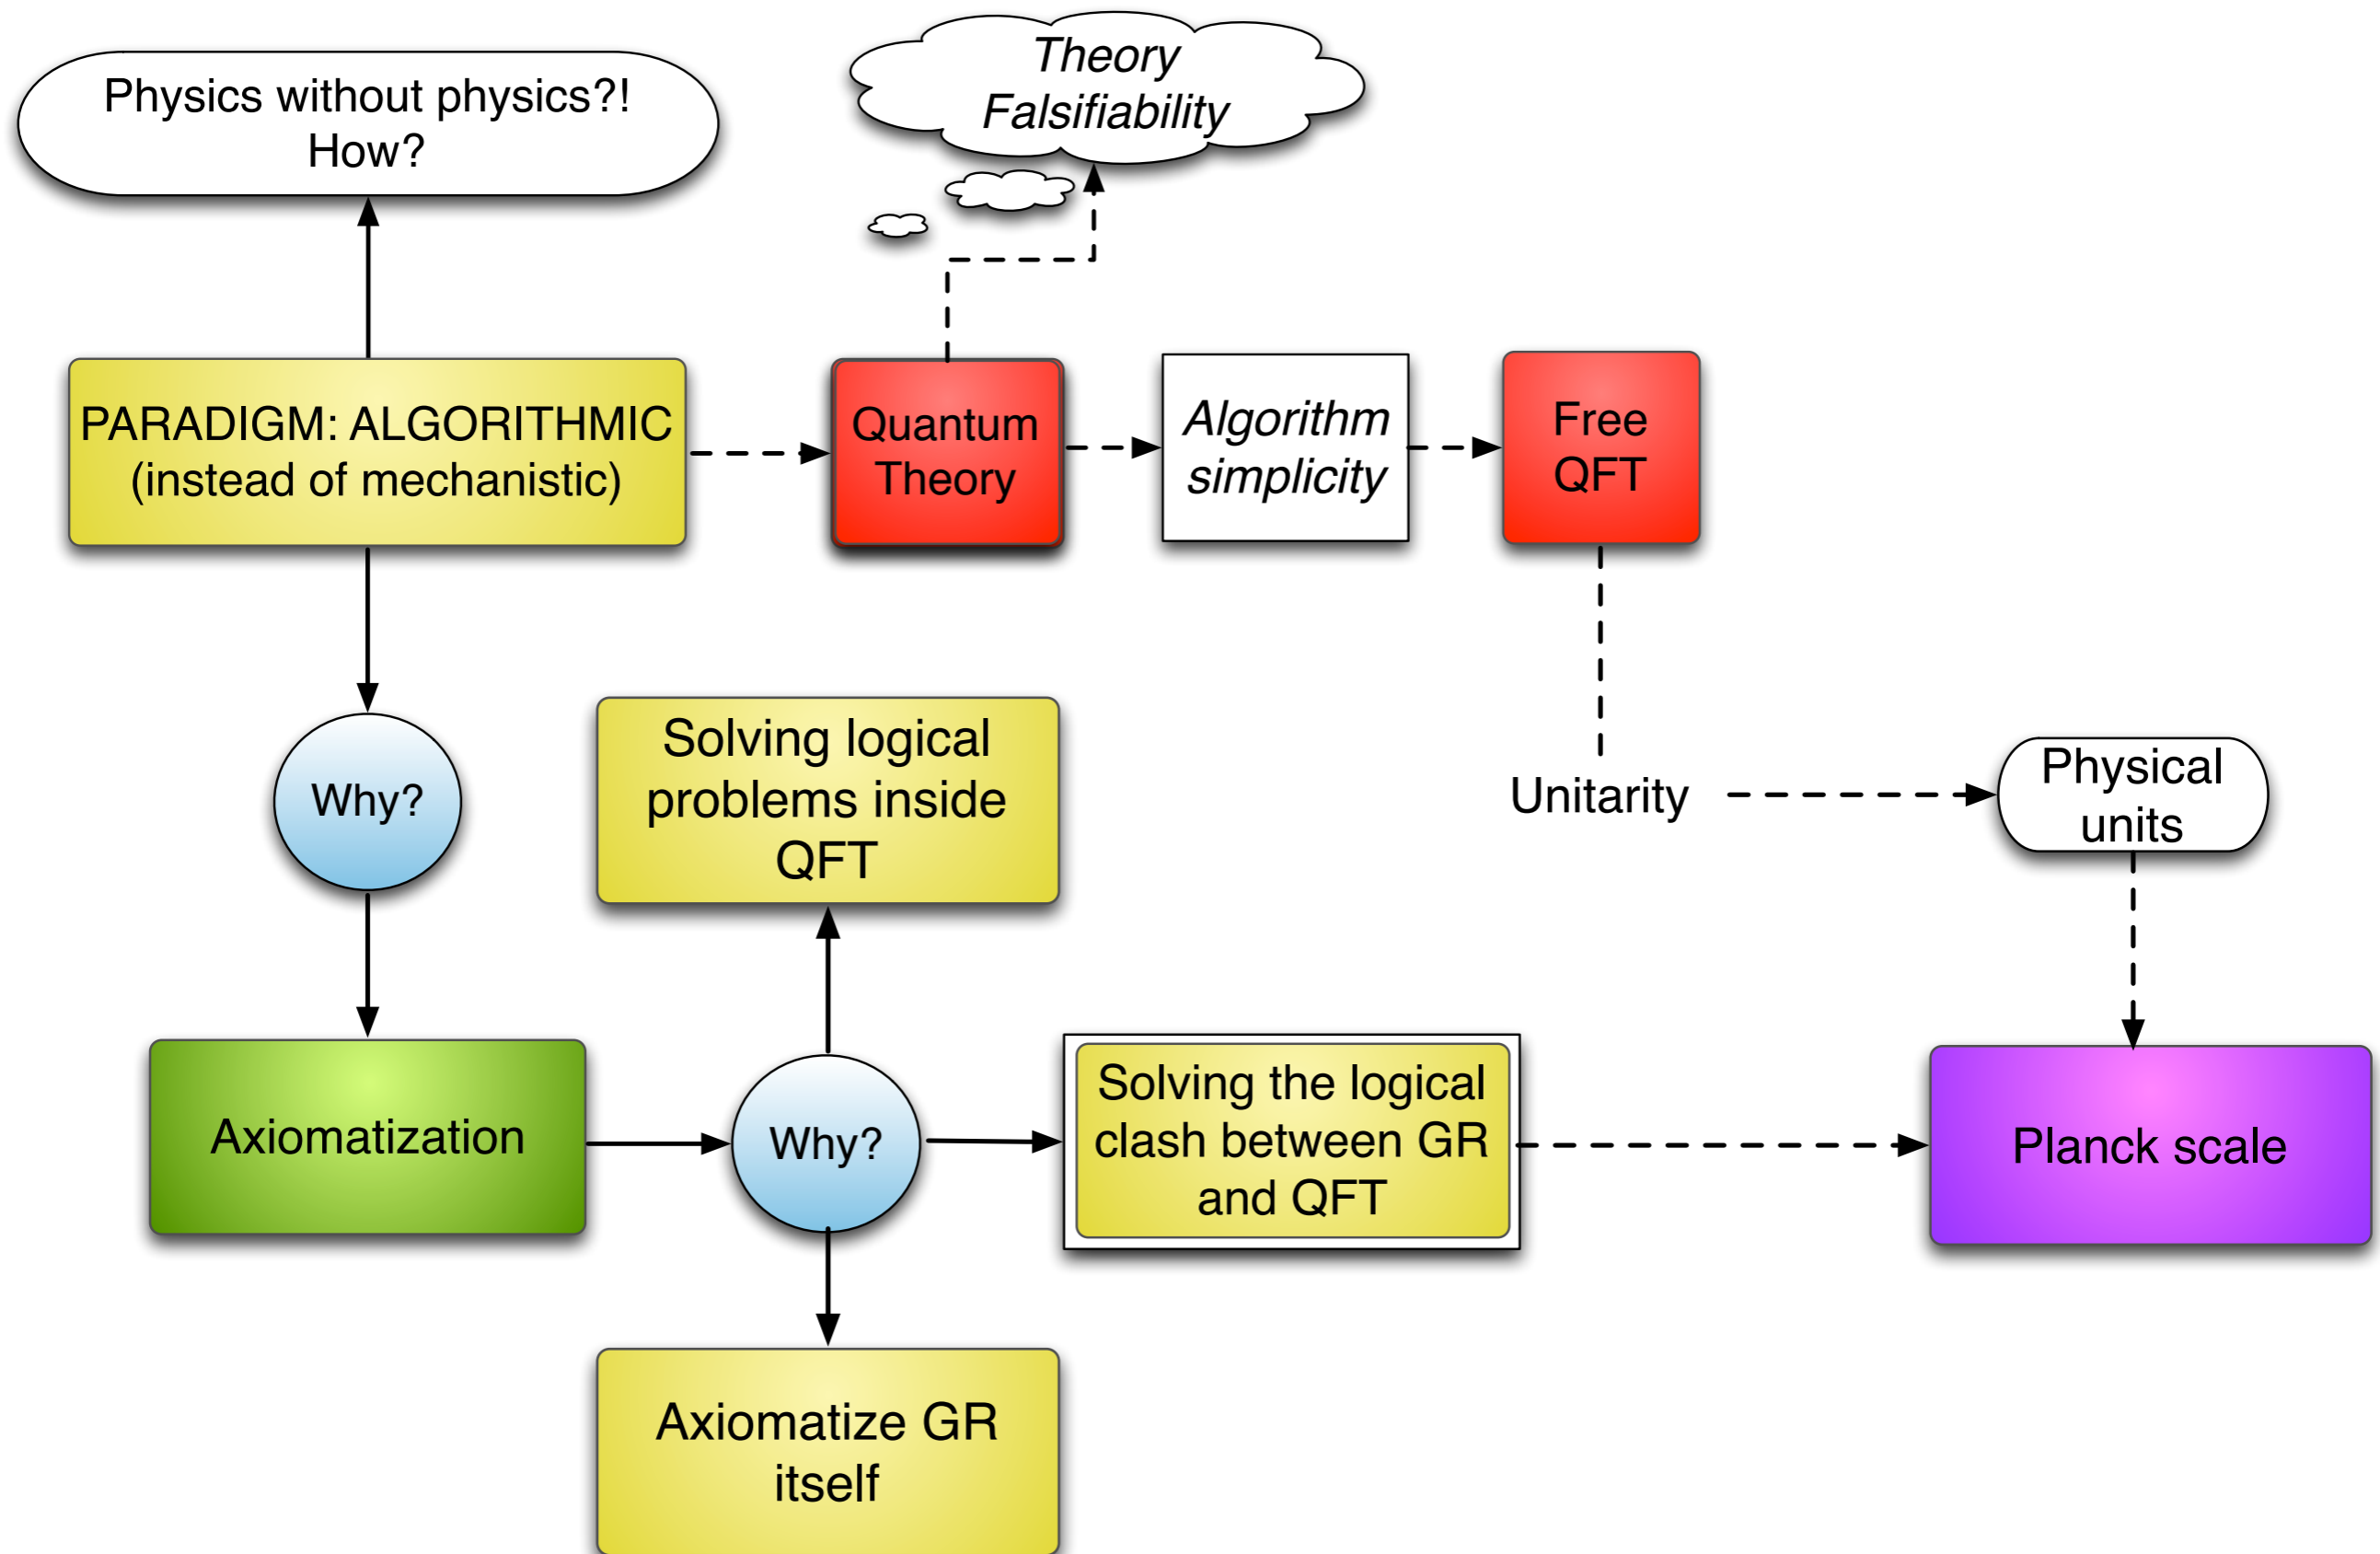 Physics without physics?!
How?
Theory
Falsifiability
PARADIGM: ALGORITHMIC
(instead of mechanistic)
Quantum
Theory
Algorithm
simplicity
Free
QFT
Why?
Solving logical
problems inside
QFT
Unitarity
Physical
units
Axiomatization
Why?
Solving the logical
clash between GR
and QFT
Planck scale
Axiomatize GR
itself